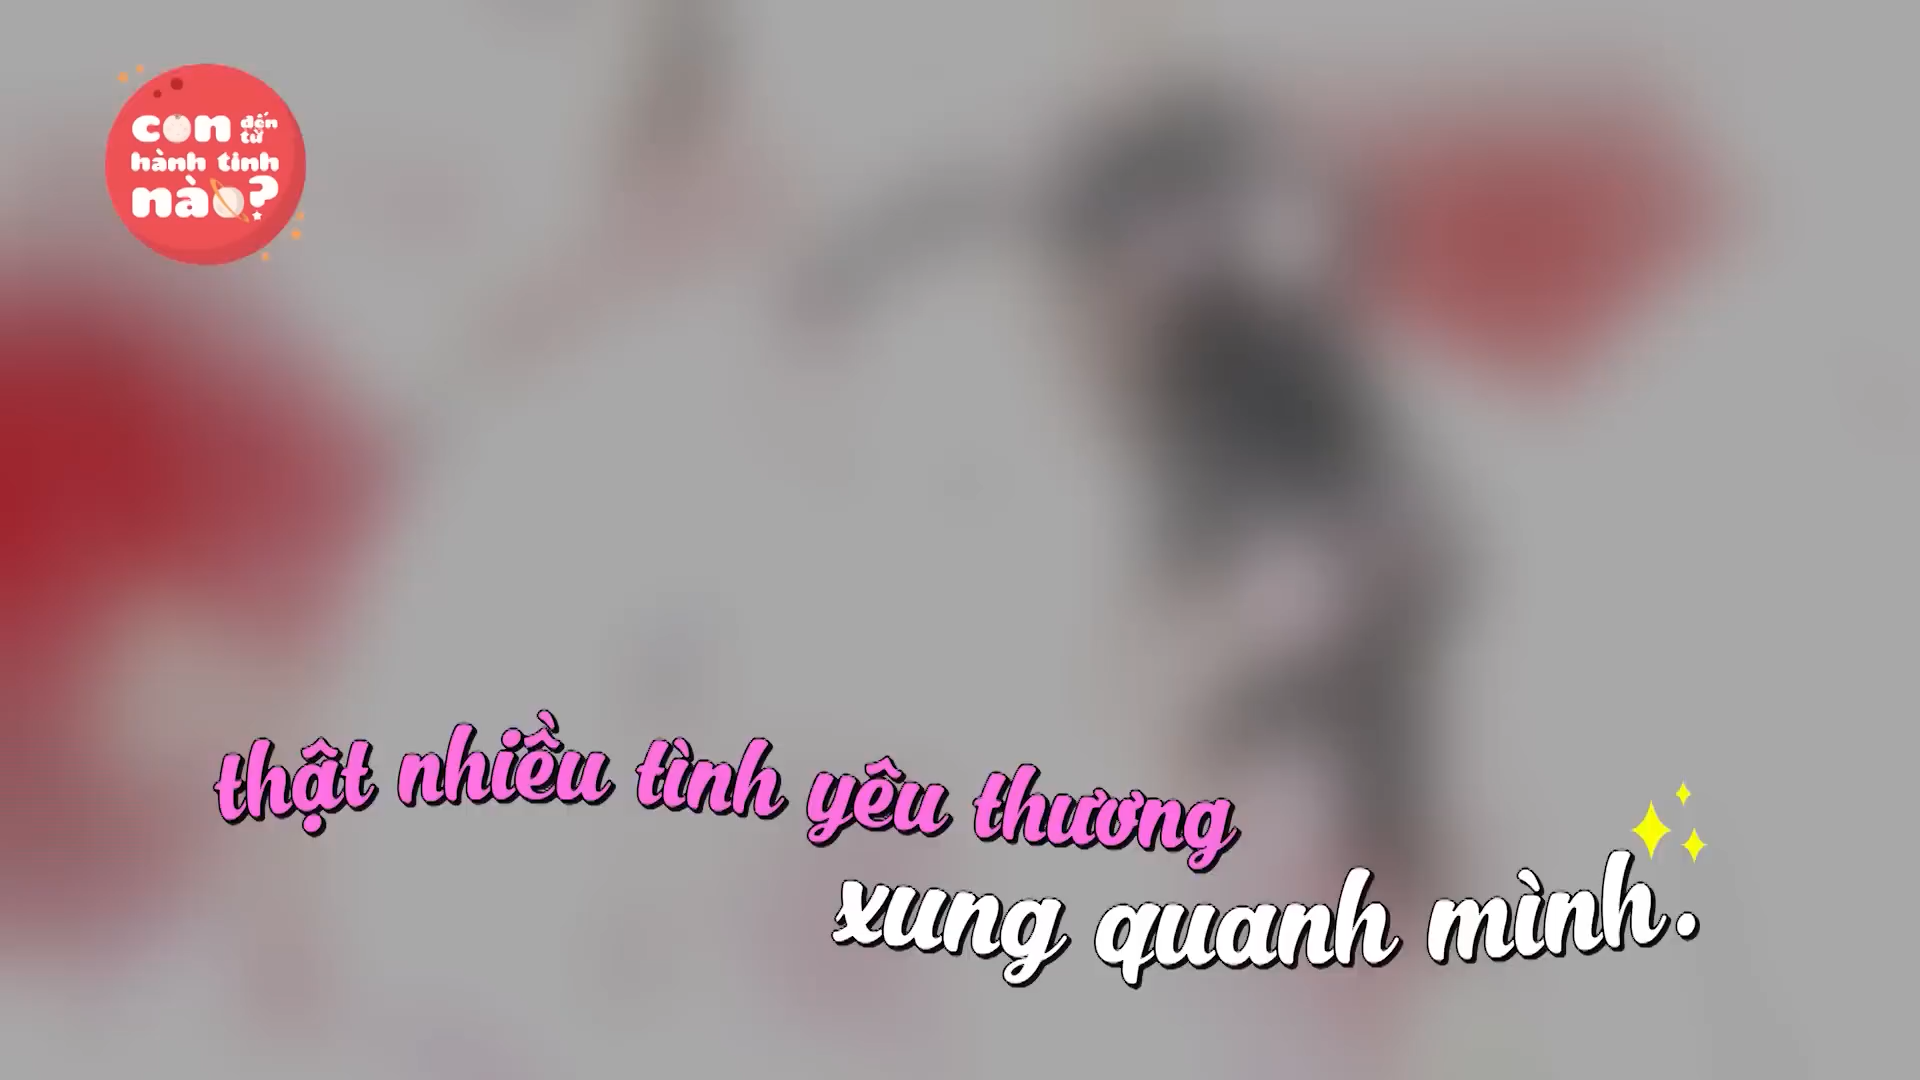 con đến từ
hành tinh
nào?
thật nhiều tình yêu thương
xung quanh mình.